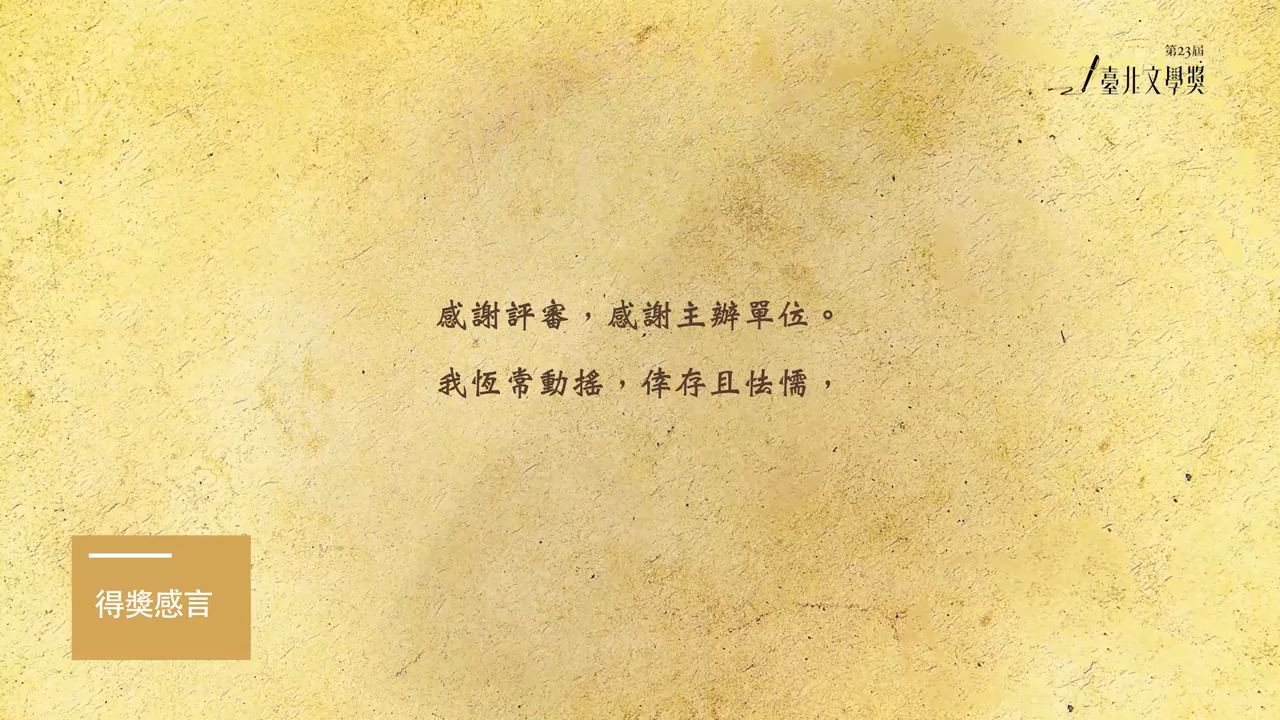 第23屆
臺北文學獎
感謝評審，感謝主辦單位。
我恆常動搖，倖存且怯懦，
得獎感言